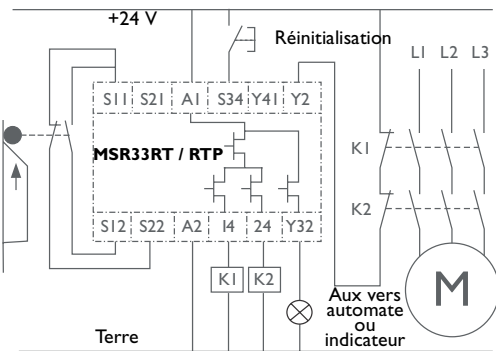 +24 V
Réinitialisation
L1 L2 L3
S11 S21 A1 S34 Y41 Y2
MSR33RT / RTP
K1
K2
S12 S22 A2 14 24 Y32
K1 K2
M
Aux vers
automate
ou
indicateur
Terre